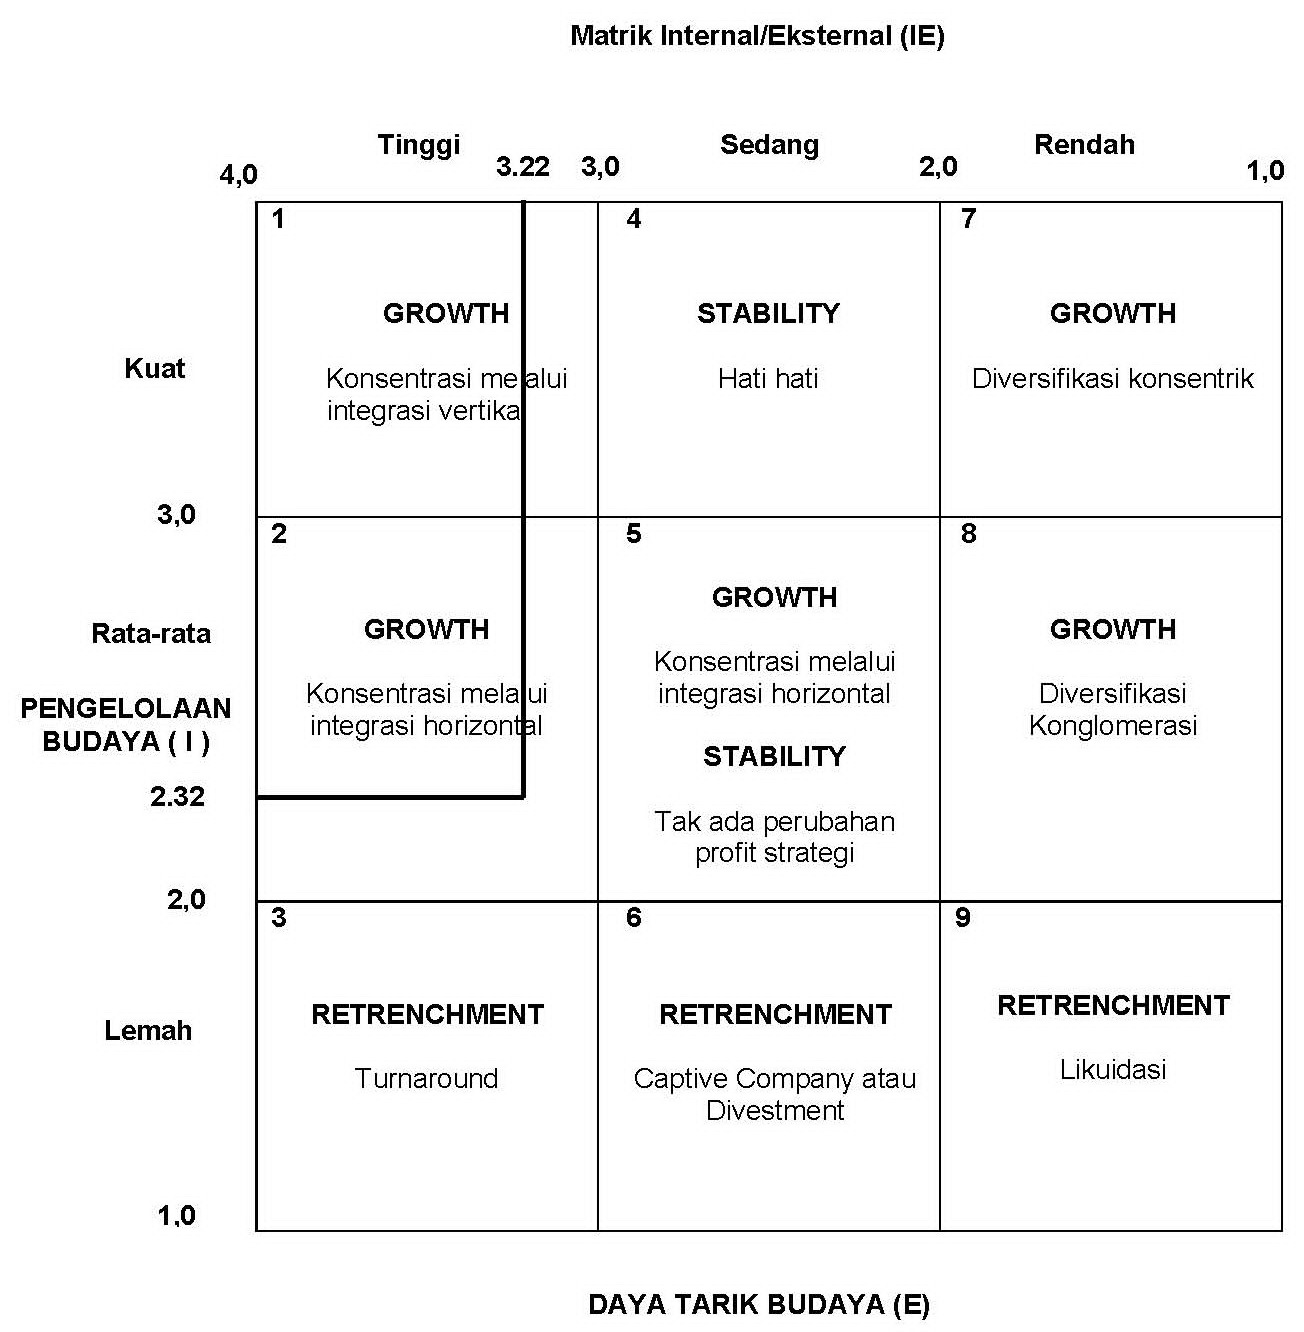 Matrik Internal/Eksternal (IE)
Tinggi
Sedang
Rendah
4,0
3.22
3,0
2,0
1,0
1
4
7
GROWTH
STABILITY
GROWTH
Kuat
Konsentrasi melalui
integrasi vertika
Hati hati
Diversifikasi konsentrik
3,0
2
5
8
Rata-rata
GROWTH
Konsentrasi melalui
integrasi horizontal
GROWTH
Konsentrasi melalui
integrasi horizontal
STABILITY
Tak ada perubahan
profit strategi
GROWTH
Diversifikasi
Konglomerasi
PENGELOLAAN
BUDAYA ( I )
2.32
2,0
3
6
9
Lemah
RETRENCHMENT
Turnaround
RETRENCHMENT
Captive Company atau
Divestment
RETRENCHMENT
Likuidasi
1,0
DAYA TARIK BUDAYA (E)